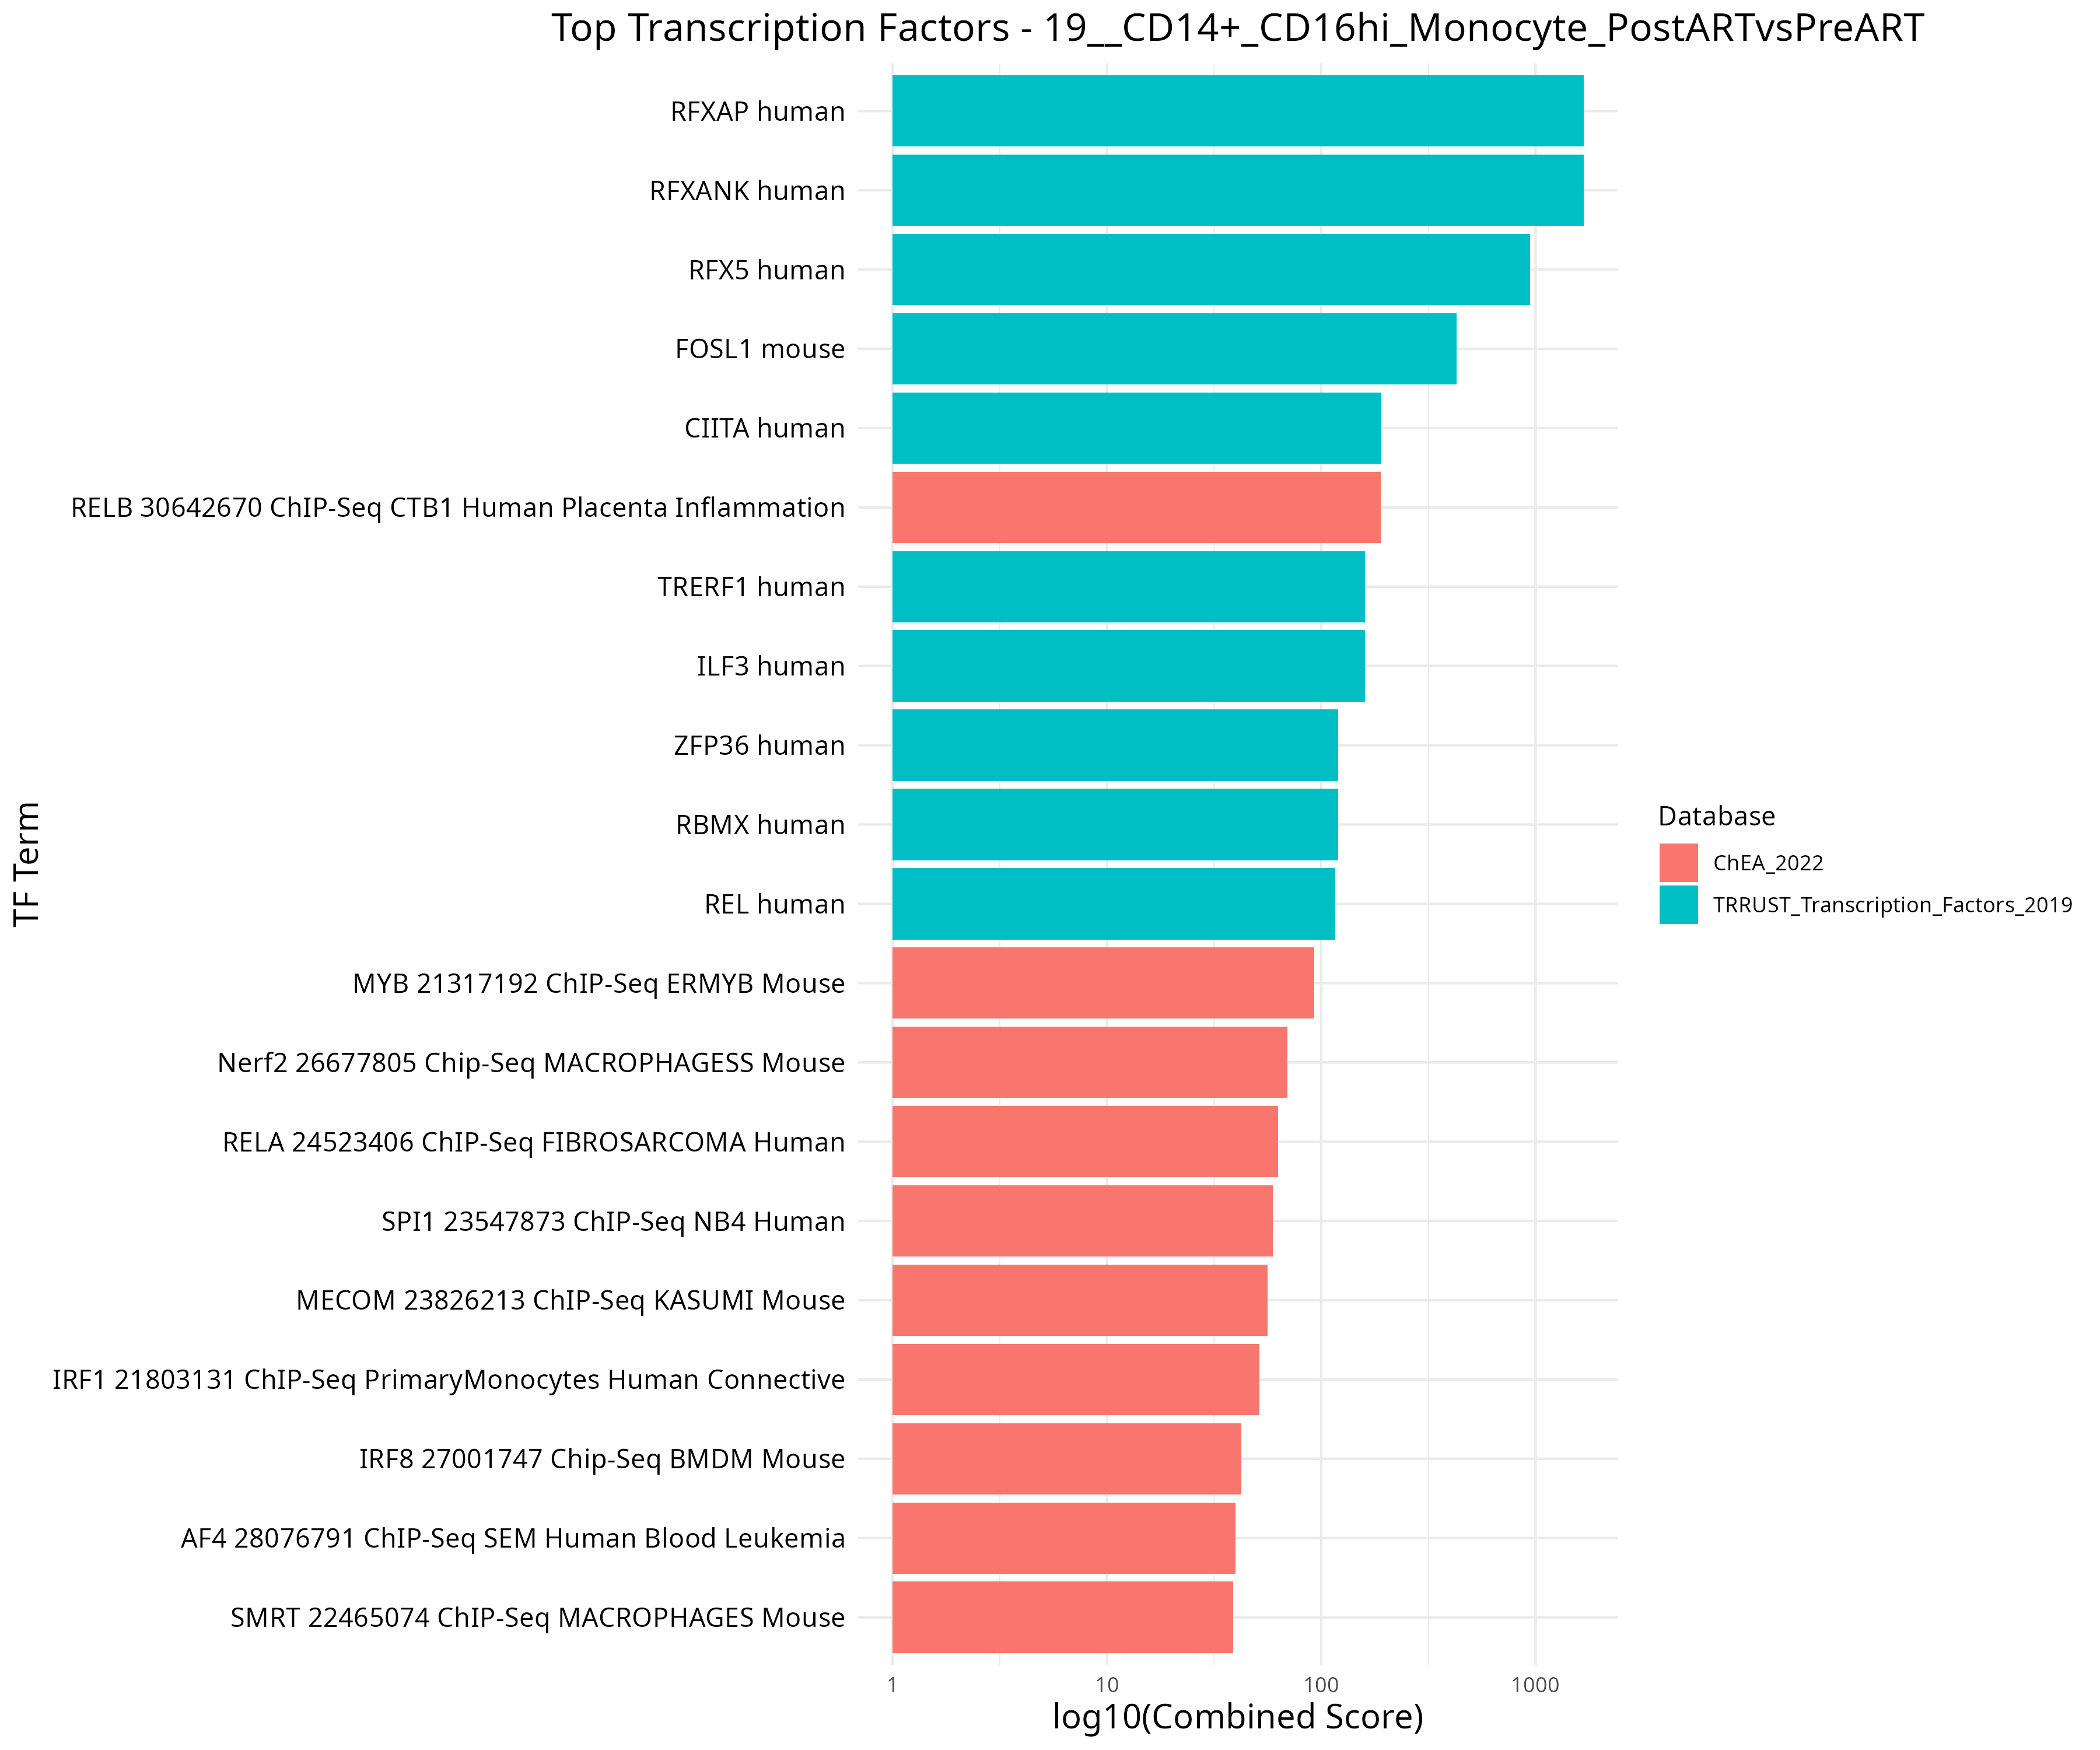 Top Transcription Factors - 19__CD14+_CD16hi_Monocyte_PostARTvsPreART
RFXAP human
RFXANK human
RFX5 human
FOSL1 mouse
CIITA human
RELB 30642670 ChIP-Seq CTB1 Human Placenta Inflammation
TRERF1 human
ILF3 human
ZFP36 human
RBMX human
REL human
MYB 21317192 ChIP-Seq ERMYB Mouse
Nerf2 26677805 Chip-Seq MACROPHAGESS Mouse
RELA 24523406 ChIP-Seq FIBROSARCOMA Human
SPI1 23547873 ChIP-Seq NB4 Human
MECOM 23826213 ChIP-Seq KASUMI Mouse
IRF1 21803131 ChIP-Seq PrimaryMonocytes Human Connective
IRF8 27001747 Chip-Seq BMDM Mouse
AF4 28076791 ChIP-Seq SEM Human Blood Leukemia
SMRT 22465074 ChIP-Seq MACROPHAGES Mouse
TF Term
1 10 100 1000
log10(Combined Score)
Database
ChEA_2022
TRRUST_Transcription_Factors_2019